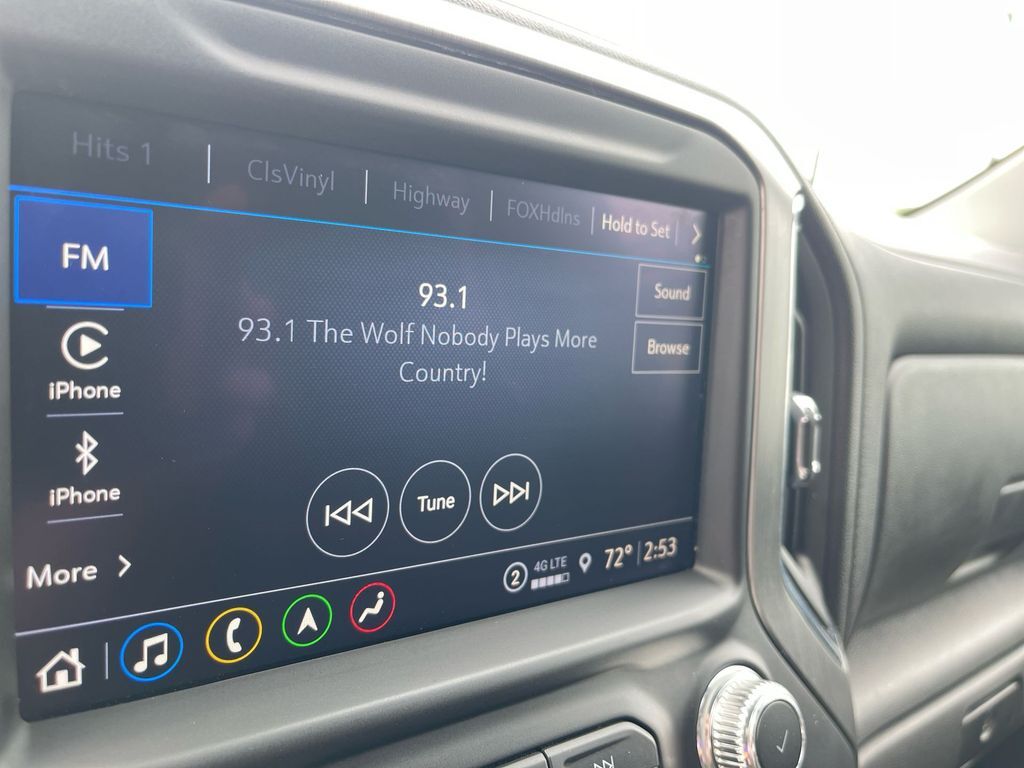 Hits 1
ClsVinyl
Highway
FOXHdlns
Hold to Set
FM
93.1
Sound
93.1 The Wolf Nobody Plays More
Country!
Browse
iPhone
iPhone
Tune
More
2
4G LTE
72°
2:53